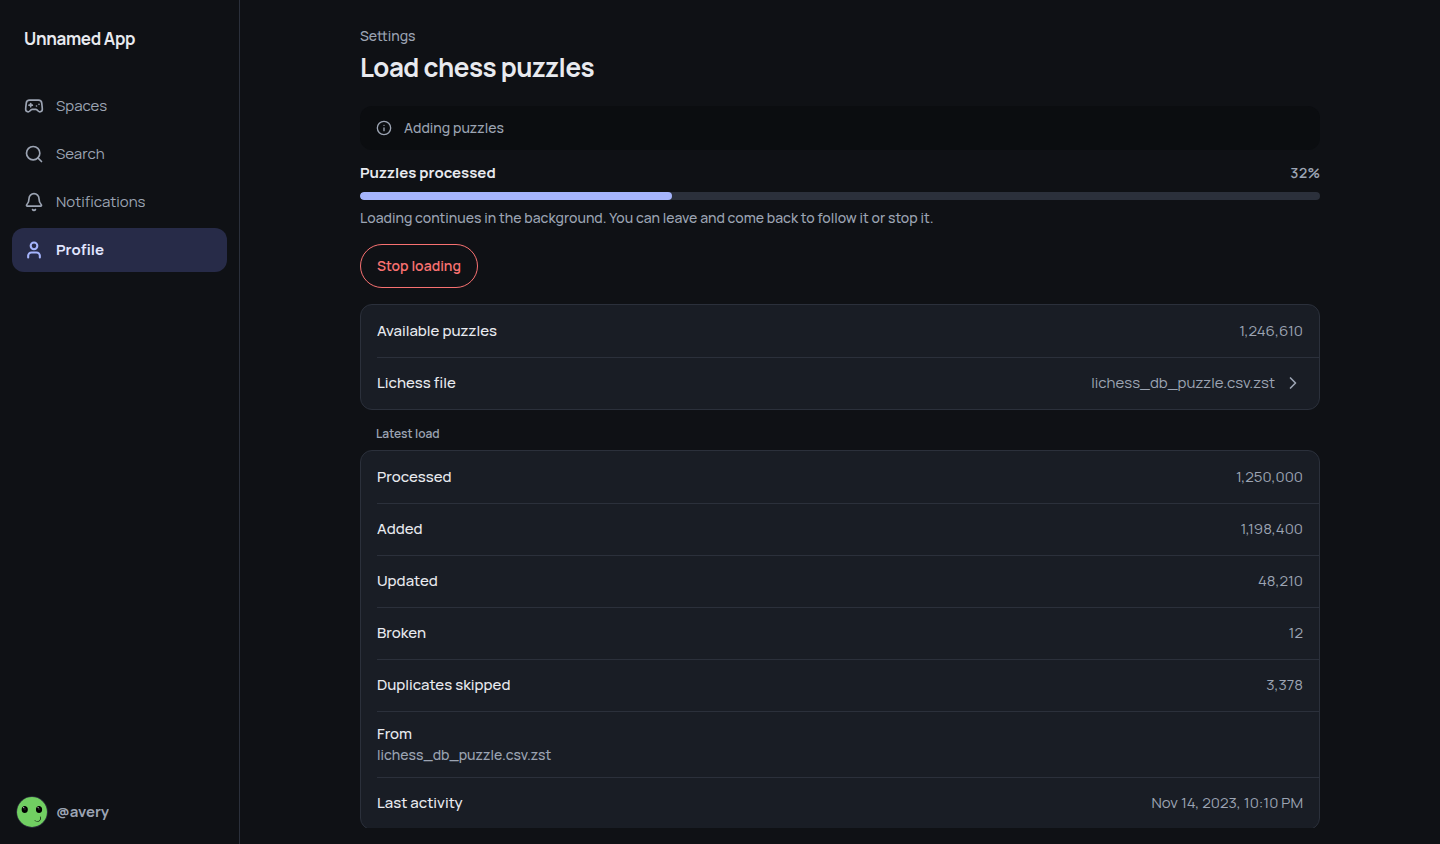 Unnamed App
Spaces
Search
Notifications
Profile
@avery
Settings
Load chess puzzles
Adding puzzles
Puzzles processed 32%
Loading continues in the background. You can leave and come back to follow it or stop it.
Stop loading
Available puzzles 1,246,610
Lichess file lichess_db_puzzle.csv.zst
Latest load
Processed 1,250,000
Added 1,198,400
Updated 48,210
Broken 12
Duplicates skipped 3,378
From
lichess_db_puzzle.csv.zst
Last activity Nov 14, 2023, 10:10 PM